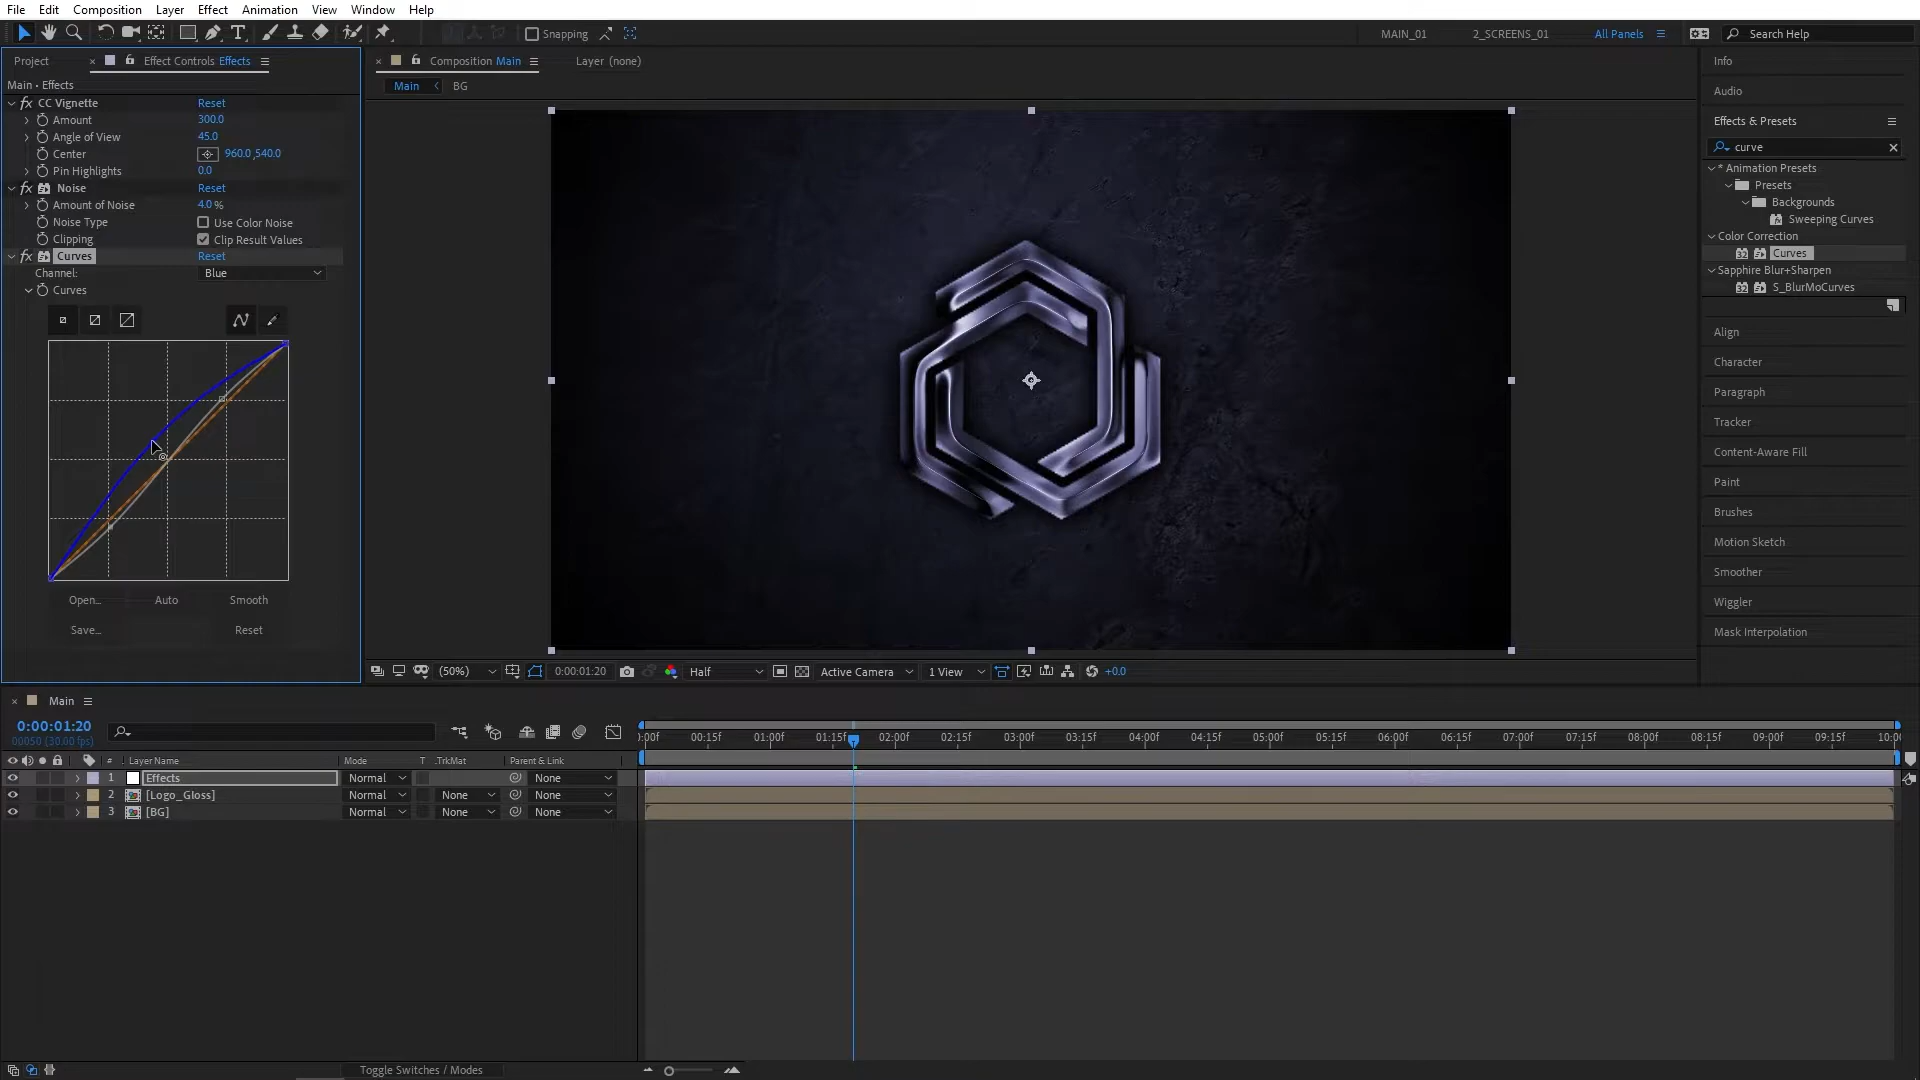 File Edit Composition Layer Effect Animation View Window Help
Snapping MAIN_01 2_SCREENS_01 All Panels Search Help
Project Effect Controls Effects
Main • Effects
fx CC Vignette Reset
Amount 300.0
Angle of View 45.0
Center 960.0 ,540.0
Pin Highlights 0.0
fx Noise Reset
Amount of Noise 4.0 %
Noise Type Use Color Noise
Clipping Clip Result Values
fx Curves Reset
Channel: Blue
Curves
Open... Auto Smooth
Save... Reset
Composition Main Layer (none)
Main BG
(50%) 0:00:01:20 Half Active Camera 1 View +0.0
Info
Audio
Effects & Presets
curve
* Animation Presets
Presets
Backgrounds
Sweeping Curves
Color Correction
32 Curves
Sapphire Blur+Sharpen
32 S_BlurMoCurves
Align
Character
Paragraph
Tracker
Content-Aware Fill
Paint
Brushes
Motion Sketch
Smoother
Wiggler
Mask Interpolation
Main
0:00:01:20
00050 (30.00 fps)
):00f 00:15f 01:00f 01:15f 02:00f 02:15f 03:00f 03:15f 04:00f 04:15f 05:00f 05:15f 06:00f 06:15f 07:00f 07:15f 08:00f 08:15f 09:00f 09:15f 10:0
# Layer Name Mode T .TrkMat Parent & Link
1 Effects Normal None
2 [Logo_Gloss] Normal None None
3 [BG] Normal None None
Toggle Switches / Modes